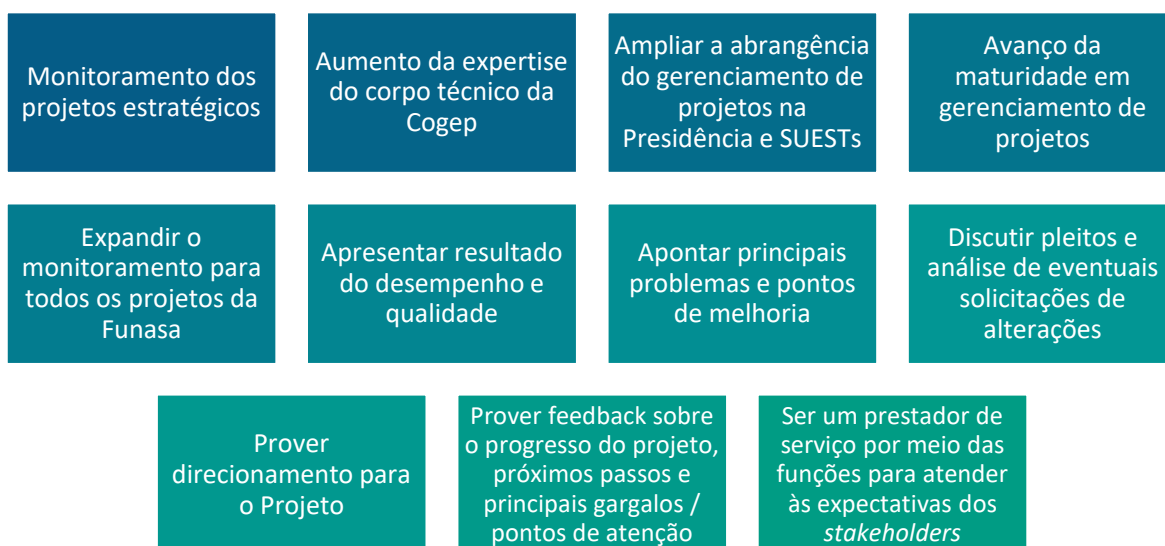 Monitoramento dos
projetos estratégicos
Aumento da expertise
do corpo técnico da
Cogep
Ampliar a abrangência
do gerenciamento de
projetos na
Presidência e SUESTs
Avanço da
maturidade em
gerenciamento de
projetos
Expandir o
monitoramento para
todos os projetos da
Funasa
Apresentar resultado
do desempenho e
qualidade
Apontar principais
problemas e pontos
de melhoria
Discutir pleitos e
análise de eventuais
solicitações de
alterações
Prover
direcionamento para
o Projeto
Prover feedback sobre
o progresso do projeto,
próximos passos e
principais gargalos /
pontos de atenção
Ser um prestador de
serviço por meio das
funções para atender
às expectativas dos
stakeholders